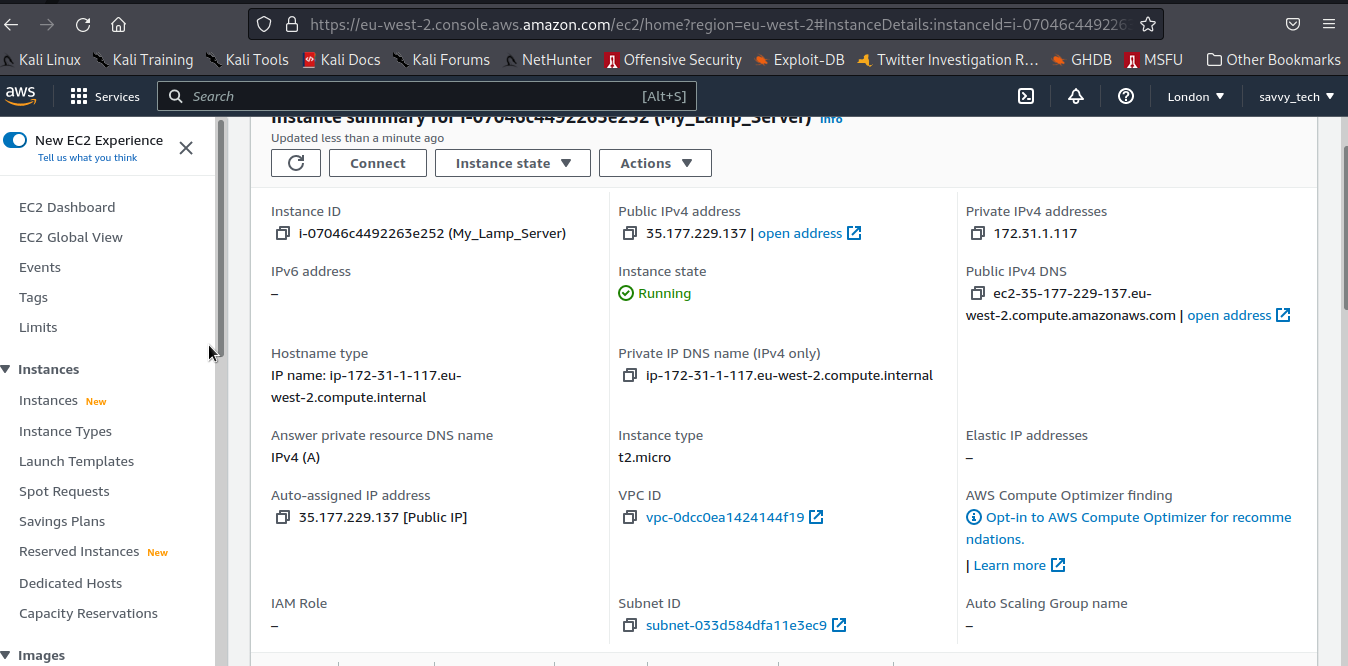 https://eu-west-2.console.aws.amazon.com/ec2/home?region=eu-west-2#InstanceDetails:instanceId=i-07046c449226
Kali Linux Kali Training Kali Tools Kali Docs Kali Forums NetHunter Offensive Security Exploit-DB Twitter Investigation R... GHDB MSFU Other Bookmarks
aws Services Search [Alt+S] London savvy_tech
New EC2 Experience
Tell us what you think
EC2 Dashboard
EC2 Global View
Events
Tags
Limits
Instances
Instances New
Instance Types
Launch Templates
Spot Requests
Savings Plans
Reserved Instances New
Dedicated Hosts
Capacity Reservations
Images
Instance summary for i-07046c4492263e252 (My_Lamp_Server) Info
Updated less than a minute ago
Connect Instance state Actions
Instance ID
i-07046c4492263e252 (My_Lamp_Server)
Public IPv4 address
35.177.229.137 | open address
Private IPv4 addresses
172.31.1.117
IPv6 address
–
Instance state
Running
Public IPv4 DNS
ec2-35-177-229-137.eu-
west-2.compute.amazonaws.com | open address
Hostname type
IP name: ip-172-31-1-117.eu-
west-2.compute.internal
Private IP DNS name (IPv4 only)
ip-172-31-1-117.eu-west-2.compute.internal
Answer private resource DNS name
IPv4 (A)
Instance type
t2.micro
Elastic IP addresses
–
Auto-assigned IP address
35.177.229.137 [Public IP]
VPC ID
vpc-0dcc0ea1424144f19
AWS Compute Optimizer finding
Opt-in to AWS Compute Optimizer for recomme
ndations.
| Learn more
IAM Role
–
Subnet ID
subnet-033d584dfa11e3ec9
Auto Scaling Group name
–